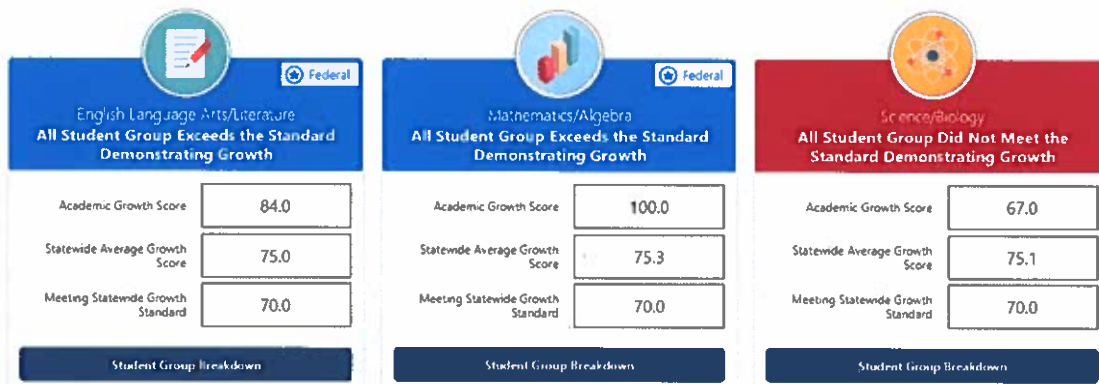 Federal
English Language Arts/Literature
All Student Group Exceeds the Standard
Demonstrating Growth
Academic Growth Score
84.0
Statewide Average Growth
Score
75.0
Meeting Statewide Growth
Standard
70.0
Student Group Breakdown
Federal
Mathematics/Algebra
All Student Group Exceeds the Standard
Demonstrating Growth
Academic Growth Score
100.0
Statewide Average Growth
Score
75.3
Meeting Statewide Growth
Standard
70.0
Student Group Breakdown
Science/Biology
All Student Group Did Not Meet the
Standard Demonstrating Growth
Academic Growth Score
67.0
Statewide Average Growth
Score
75.1
Meeting Statewide Growth
Standard
70.0
Student Group Breakdown